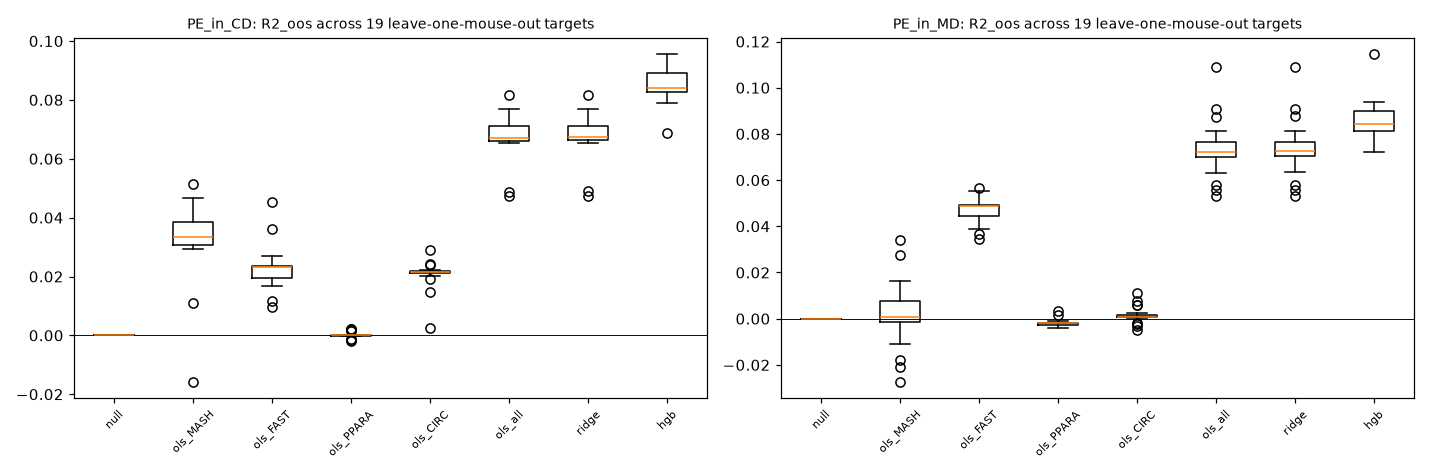 PE_in_CD: R2_oos across 19 leave-one-mouse-out targets
0.10
0.08
0.06
0.04
0.02
0.00
−0.02
null
ols_MASH
ols_FAST
ols_PPARA
ols_CIRC
ols_all
ridge
hgb
PE_in_MD: R2_oos across 19 leave-one-mouse-out targets
0.12
0.10
0.08
0.06
0.04
0.02
0.00
−0.02
null
ols_MASH
ols_FAST
ols_PPARA
ols_CIRC
ols_all
ridge
hgb